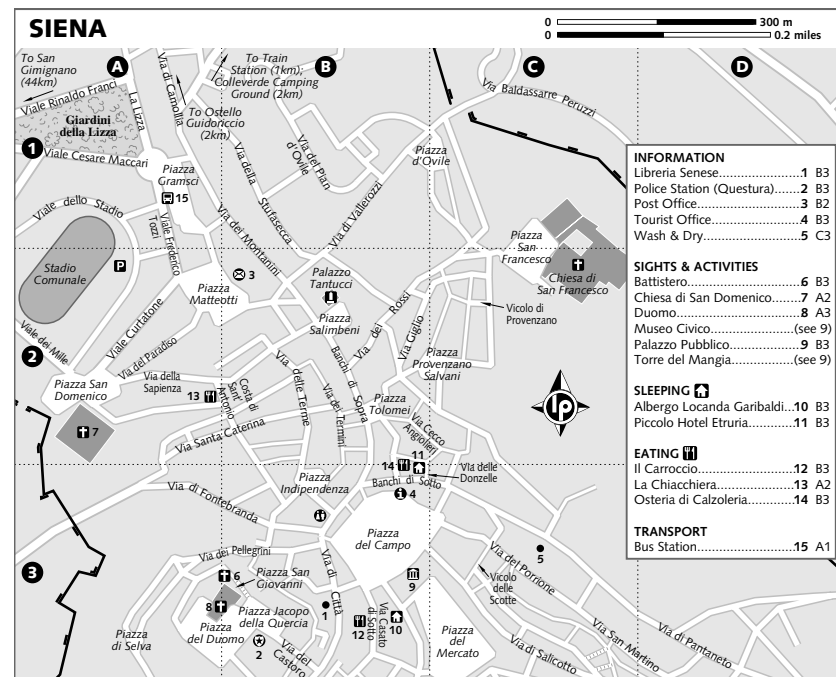 SIENA
0 300 m
0 0.2 miles
A
B
C
D
1
2
3
To San
Gimignano
(44km)
Viale Rinaldo Franci
La Lizza
Via di Camollia
To Train
Station (1km);
Colleverde Camping
Ground (2km)
To Ostello
Guidoriccio
(2km)
Giardini
della Lizza
Viale Cesare Maccari
Piazza
Gramsci
15
Via della
Stufasecca
Via del Pian
d'Ovile
Piazza
d'Ovile
Via Baldassarre Peruzzi
Viale dello Stadio
Viale Federico
Tozzi
Via dei Montanini
Via di Vallerozzi
Stadio
Comunale
P
3
Piazza
Matteotti
Palazzo
Tantucci
Piazza
Salimbeni
Piazza
San
Francesco
Chiesa di
San Francesco
Vicolo di
Provenzano
Viale dei Mille
Viale Curtatone
Via del Paradiso
Via dei Rossi
Via Giglio
Piazza
Provenzano
Salvani
Piazza San
Domenico
Via della
Sapienza
13
Costa di
Sant'
Antonio
Via delle Terme
Via dei Termini
Banchi di Sopra
Piazza
Tolomei
Via Cecco
Angiolieri
lp
7
Via Santa Caterina
11
14
Via delle
Donzelle
Piazza
Indipendenza
Banchi di Sotto
4
Via di Fontebranda
Piazza
del Campo
Via dei Pellegrini
Via di Città
6
Piazza San
Giovanni
8
Piazza Jacopo
della Quercia
Piazza
di Selva
Piazza
del Duomo
2
Via del
Castoro
1
12
Via Casato
di Sotto
10
9
Piazza
del
Mercato
Via del Porrione
5
Vicolo
delle
Scotte
Via di Salicotto
Via San Martino
Via di Pantaneto
INFORMATION
Libreria Senese....................1 B3
Police Station (Questura)....2 B3
Post Office..........................3 B2
Tourist Office......................4 B3
Wash & Dry........................5 C3
SIGHTS & ACTIVITIES
Battistero............................6 B3
Chiesa di San Domenico......7 A2
Duomo...............................8 A3
Museo Civico..................(see 9)
Palazzo Pubblico.................9 B3
Torre del Mangia............(see 9)
SLEEPING
Albergo Locanda Garibaldi...10 B3
Piccolo Hotel Etruria..........11 B3
EATING
Il Carroccio........................12 B3
La Chiacchera...................13 A2
Osteria di Calzoleria...........14 B3
TRANSPORT
Bus Station........................15 A1